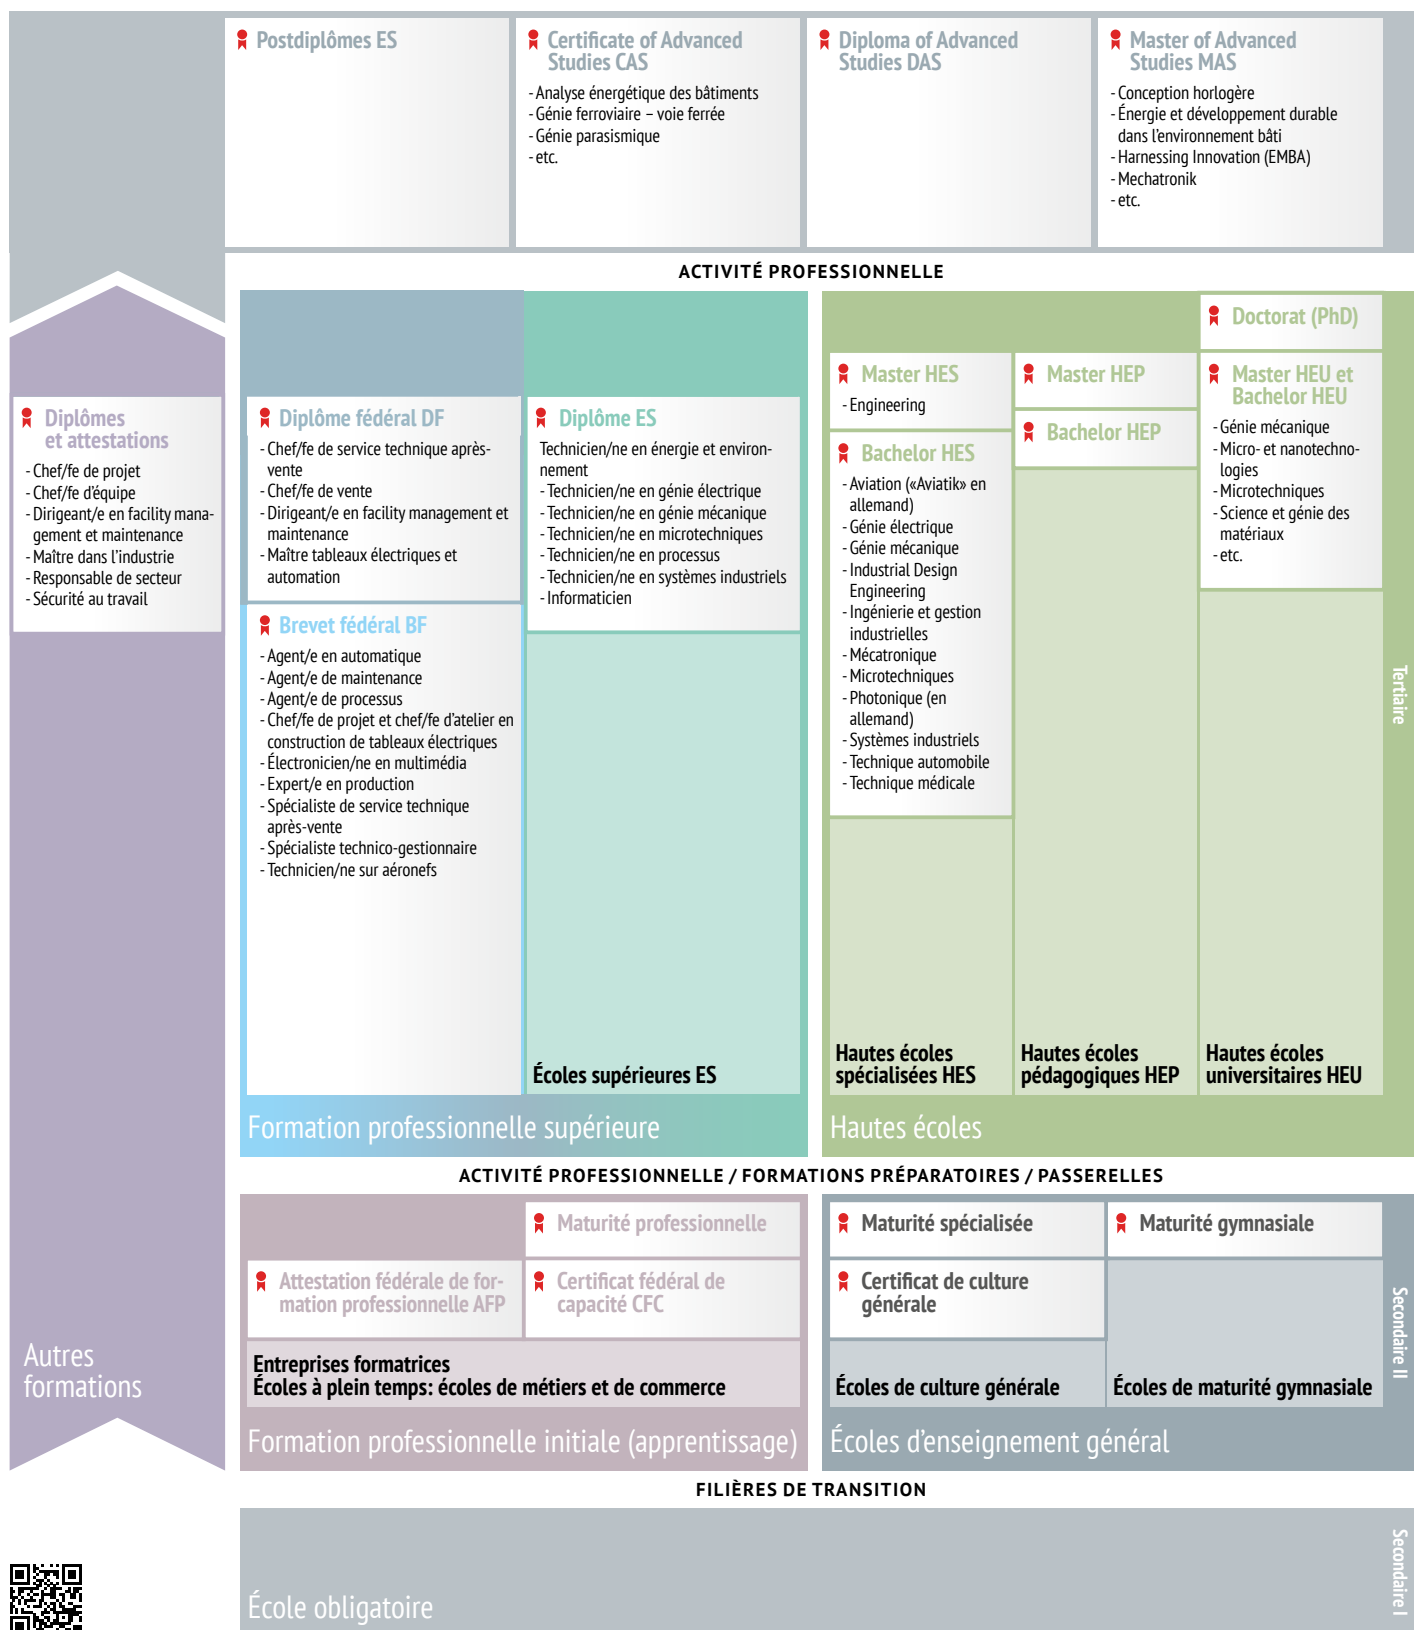 Postdiplômes ES
Certificate of Advanced
Studies CAS
- Analyse énergétique des bâtiments
- Génie ferroviaire – voie ferrée
- Génie parasismique
- etc.
Diploma of Advanced
Studies DAS
Master of Advanced
Studies MAS
- Conception horlogère
- Énergie et développement durable
dans l'environnement bâti
- Harnessing Innovation (EMBA)
- Mechatronik
- etc.
ACTIVITÉ PROFESSIONNELLE
Diplômes
et attestations
- Chef/fe de projet
- Chef/fe d'équipe
- Dirigeant/e en facility mana-
gement et maintenance
- Maître dans l'industrie
- Responsable de secteur
- Sécurité au travail
Autres
formations
Diplôme fédéral DF
- Chef/fe de service technique après-
vente
- Chef/fe de vente
- Dirigeant/e en facility management et
maintenance
- Maître tableaux électriques et
automation
Brevet fédéral BF
- Agent/e en automatique
- Agent/e de maintenance
- Agent/e de processus
- Chef/fe de projet et chef/fe d'atelier en
construction de tableaux électriques
- Électronicien/ne en multimédia
- Expert/e en production
- Spécialiste de service technique
après-vente
- Spécialiste technico-gestionnaire
- Technicien/ne sur aéronefs
Diplôme ES
Technicien/ne en énergie et environ-
nement
- Technicien/ne en génie électrique
- Technicien/ne en génie mécanique
- Technicien/ne en microtechniques
- Technicien/ne en processus
- Technicien/ne en systèmes industriels
- Informaticien
Écoles supérieures ES
Formation professionnelle supérieure
Master HES
- Engineering
Bachelor HES
- Aviation («Aviatik» en
allemand)
- Génie électrique
- Génie mécanique
- Industrial Design
Engineering
- Ingénierie et gestion
industrielles
- Mécatronique
- Microtechniques
- Photonique (en
allemand)
- Systèmes industriels
- Technique automobile
- Technique médicale
Hautes écoles
spécialisées HES
Master HEP
Bachelor HEP
Hautes écoles
pédagogiques HEP
Doctorat (PhD)
Master HEU et
Bachelor HEU
- Génie mécanique
- Micro- et nanotechno-
logies
- Microtechniques
- Science et génie des
matériaux
- etc.
Hautes écoles
universitaires HEU
Hautes écoles
Tertiaire
ACTIVITÉ PROFESSIONNELLE / FORMATIONS PRÉPARATOIRES / PASSERELLES
Maturité professionnelle
Attestation fédérale de for-
mation professionnelle AFP
Certificat fédéral de
capacité CFC
Entreprises formatrices
Écoles à plein temps: écoles de métiers et de commerce
Formation professionnelle initiale (apprentissage)
Maturité spécialisée
Certificat de culture
générale
Écoles de culture générale
Maturité gymnasiale
Écoles de maturité gymnasiale
Écoles d'enseignement général
Secondaire II
FILIÈRES DE TRANSITION
École obligatoire
Secondaire I